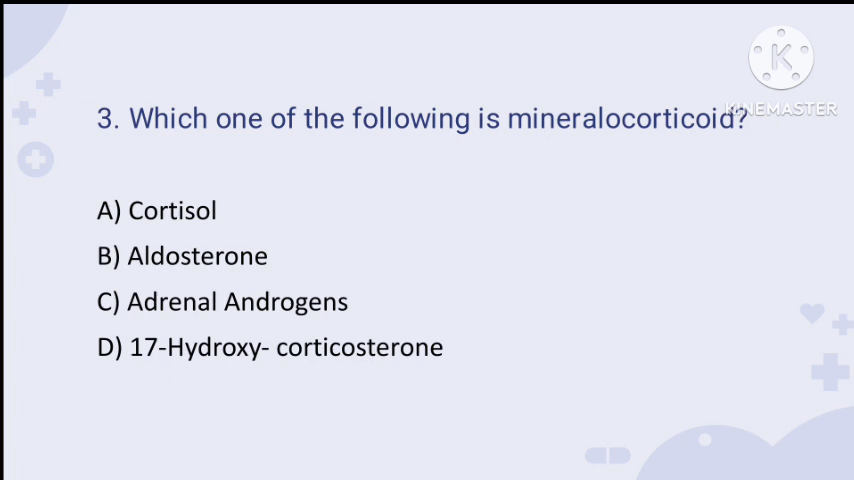 K
KINEMASTER
3. Which one of the following is mineralocorticoid?
A) Cortisol
B) Aldosterone
C) Adrenal Androgens
D) 17-Hydroxy- corticosterone